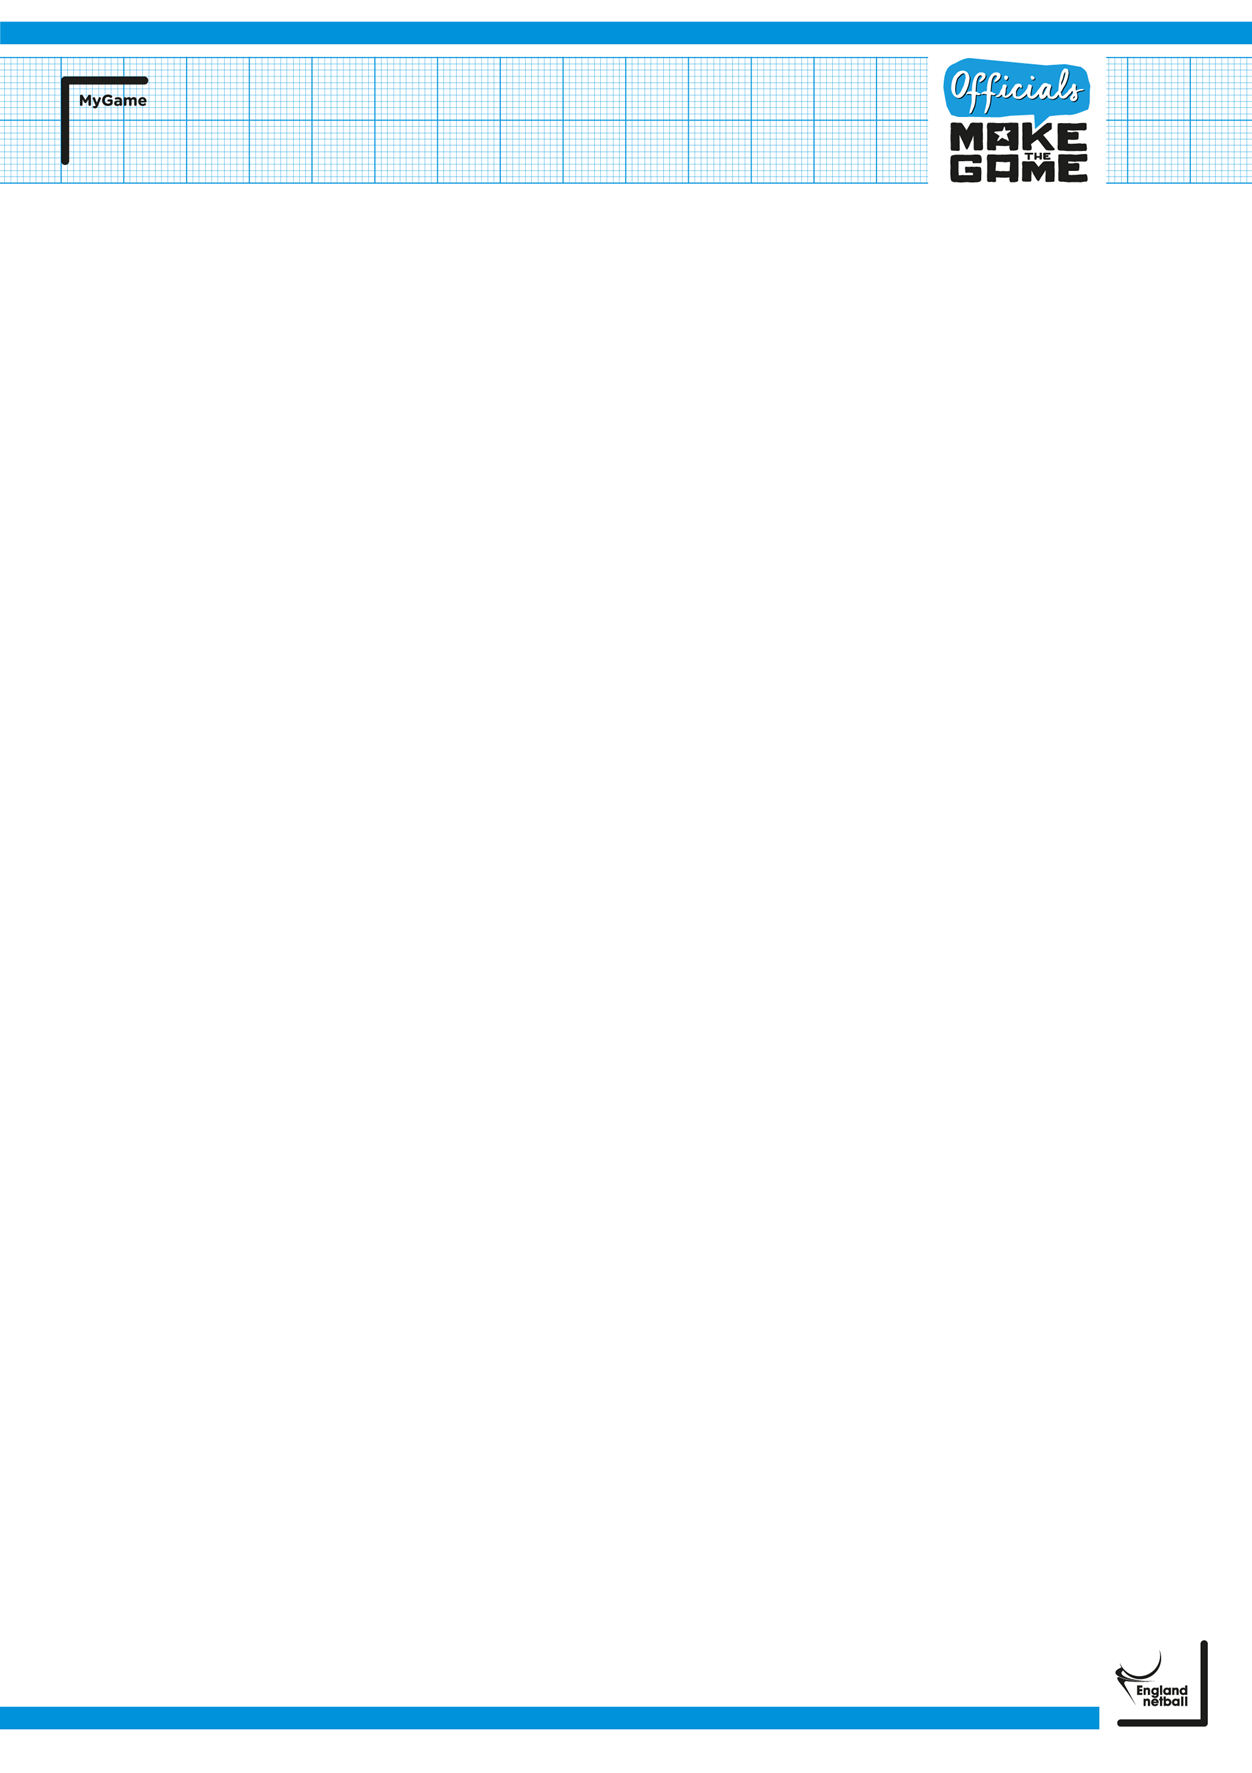 MyGame
Officials
MAKE
THE
GAME
England
netball